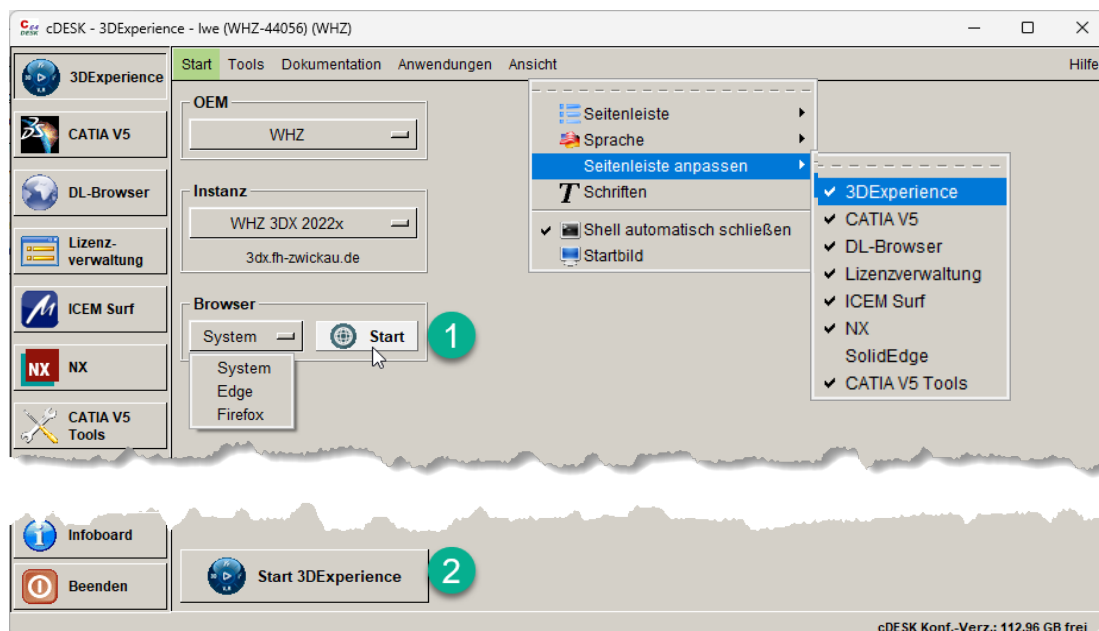 cDESK - 3DExperience - lwe (WHZ-44056) (WHZ)
Start Tools Dokumentation Anwendungen Ansicht Hilfe
3DExperience
CATIA V5
DL-Browser
Lizenz-
verwaltung
ICEM Surf
NX
NX
CATIA V5
Tools
OEM
WHZ
Instanz
WHZ 3DX 2022x
3dx.fh-zwickau.de
Browser
System
Start
1
System
Edge
Firefox
Seitenleiste
Sprache
Seitenleiste anpassen
T Schriften
Shell automatisch schließen
Startbild
3DExperience
CATIA V5
DL-Browser
Lizenzverwaltung
ICEM Surf
NX
SolidEdge
CATIA V5 Tools
Infoboard
Beenden
Start 3DExperience
2
cDESK Konf.-Verz.: 112.96 GB frei